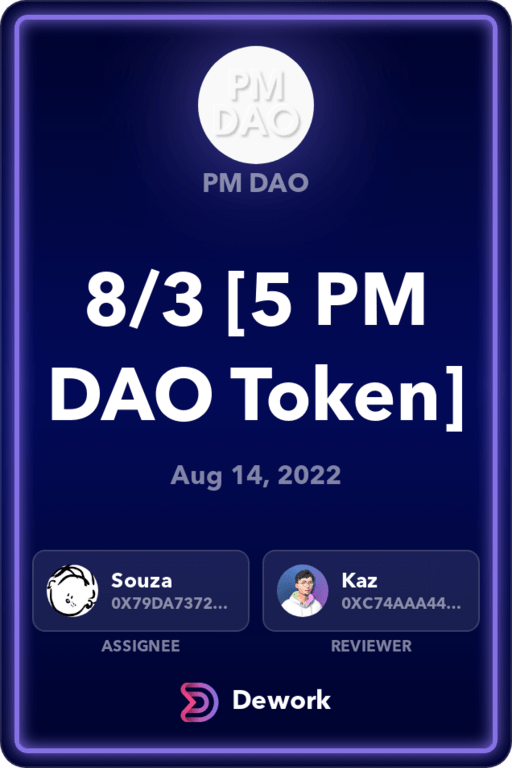 PM
DAO
PM DAO
8/3 [5 PM
DAO Token]
Aug 14, 2022
Souza
0X79DA7372...
Kaz
0XC74AAA44...
ASSIGNEE
REVIEWER
Dework